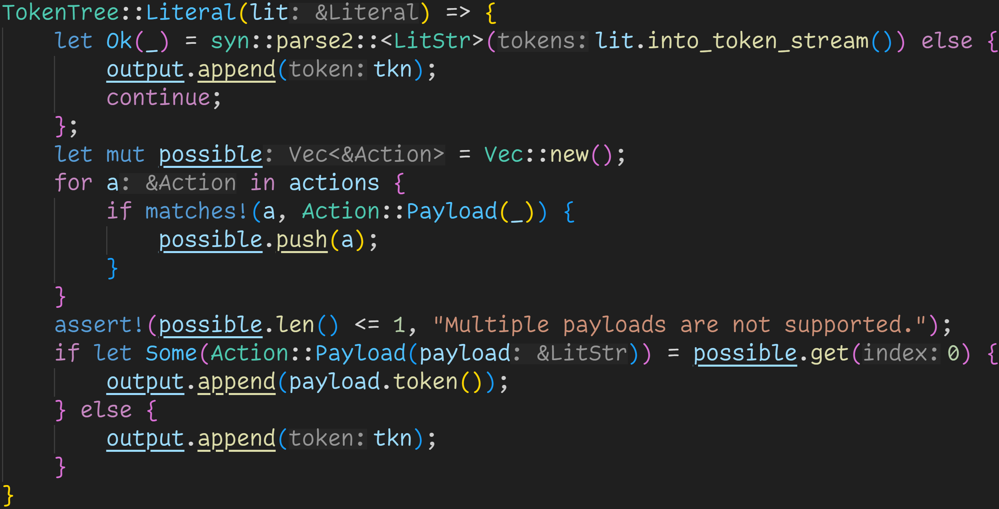 TokenTree::Literal(lit: &Literal) => {
    let Ok(_) = syn::parse2::<LitStr>(tokens: lit.into_token_stream()) else {
        output.append(token: tkn);
        continue;
    };
    let mut possible: Vec<&Action> = Vec::new();
    for a: &Action in actions {
        if matches!(a, Action::Payload(_)) {
            possible.push(a);
        }
    }
    assert!(possible.len() <= 1, "Multiple payloads are not supported.");
    if let Some(Action::Payload(payload: &LitStr)) = possible.get(index: 0) {
        output.append(payload.token());
    } else {
        output.append(token: tkn);
    }
}